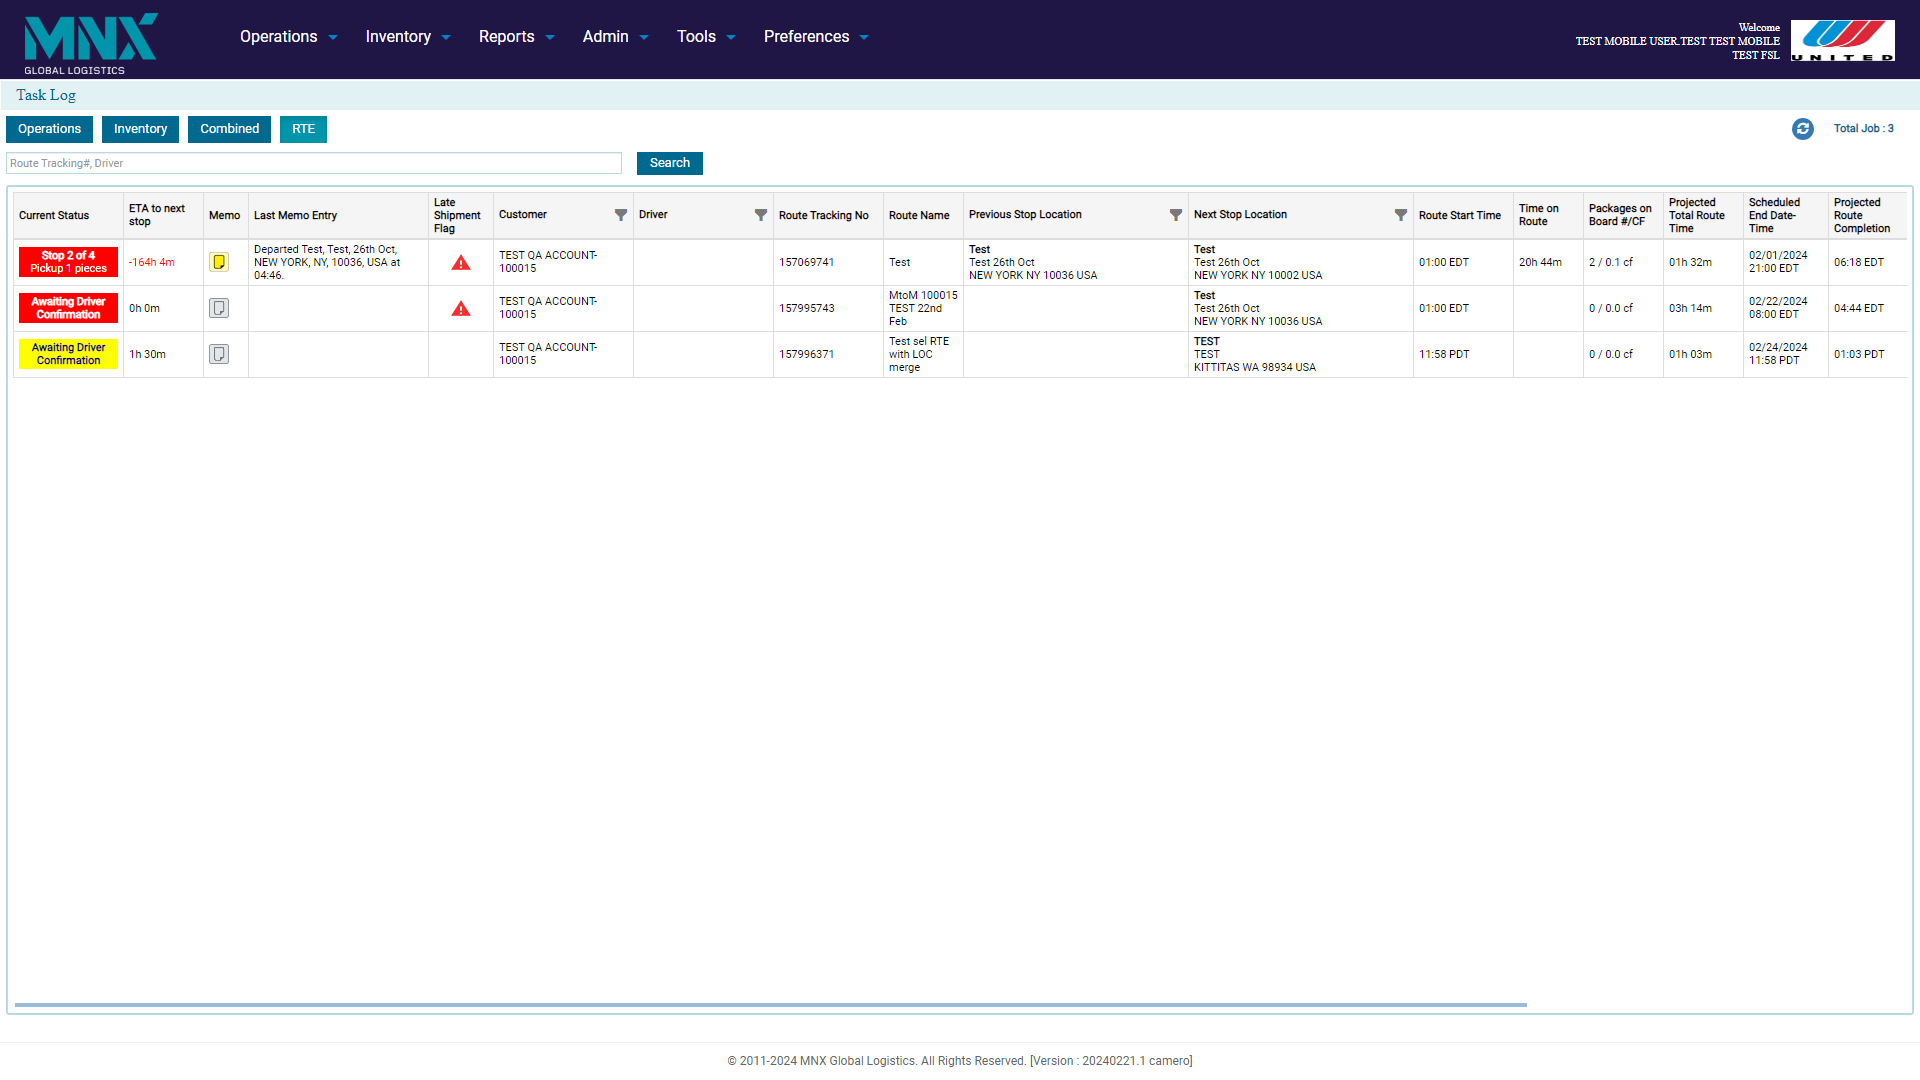 MNX
GLOBAL LOGISTICS
Operations Inventory Reports Admin Tools Preferences
Welcome
TEST MOBILE USER.TEST TEST MOBILE
TEST FSL
UNITED
Task Log
Operations Inventory Combined RTE
Total Job : 3
Route Tracking#, Driver
Search
Current Status
ETA to next
stop
Memo
Last Memo Entry
Late
Shipment
Flag
Customer
Driver
Route Tracking No
Route Name
Previous Stop Location
Next Stop Location
Route Start Time
Time on
Route
Packages on
Board #/CF
Projected
Total Route
Time
Scheduled
End Date-
Time
Projected
Route
Completion
Stop 2 of 4
Pickup 1 pieces
-164h 4m
Departed Test, Test, 26th Oct,
NEW YORK, NY, 10036, USA at
04:46.
TEST QA ACCOUNT-
100015
157069741
Test
Test
Test 26th Oct
NEW YORK NY 10036 USA
Test
Test 26th Oct
NEW YORK NY 10002 USA
01:00 EDT
20h 44m
2 / 0.1 cf
01h 32m
02/01/2024
21:00 EDT
06:18 EDT
Awaiting Driver
Confirmation
0h 0m
TEST QA ACCOUNT-
100015
157995743
MtoM 100015
TEST 22nd
Feb
Test
Test 26th Oct
NEW YORK NY 10036 USA
01:00 EDT
0 / 0.0 cf
03h 14m
02/22/2024
08:00 EDT
04:44 EDT
Awaiting Driver
Confirmation
1h 30m
TEST QA ACCOUNT-
100015
157996371
Test sel RTE
with LOC
merge
TEST
TEST
KITTITAS WA 98934 USA
11:58 PDT
0 / 0.0 cf
01h 03m
02/24/2024
11:58 PDT
01:03 PDT
© 2011-2024 MNX Global Logistics. All Rights Reserved. [Version : 20240221.1 camero]